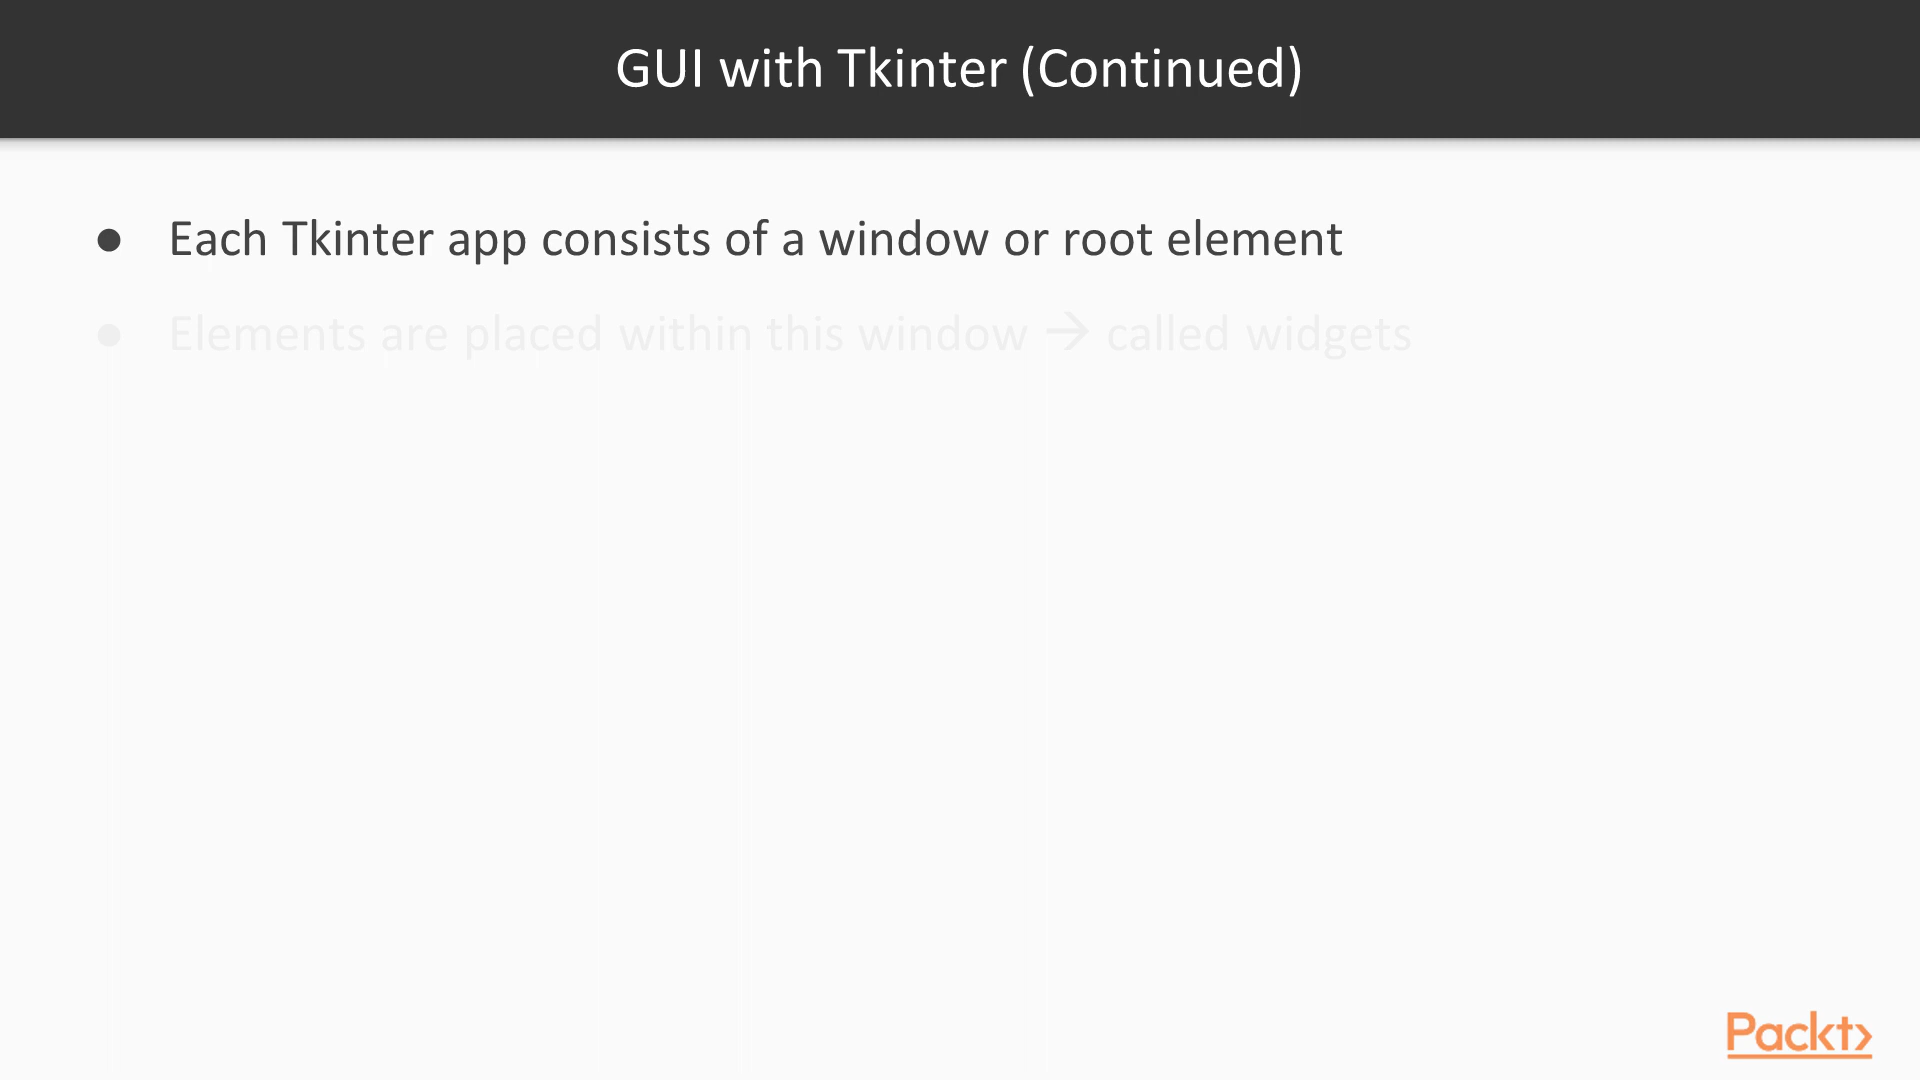 GUI with Tkinter (Continued)
● Each Tkinter app consists of a window or root element
● Elements are placed within this window → called widgets
Packt>